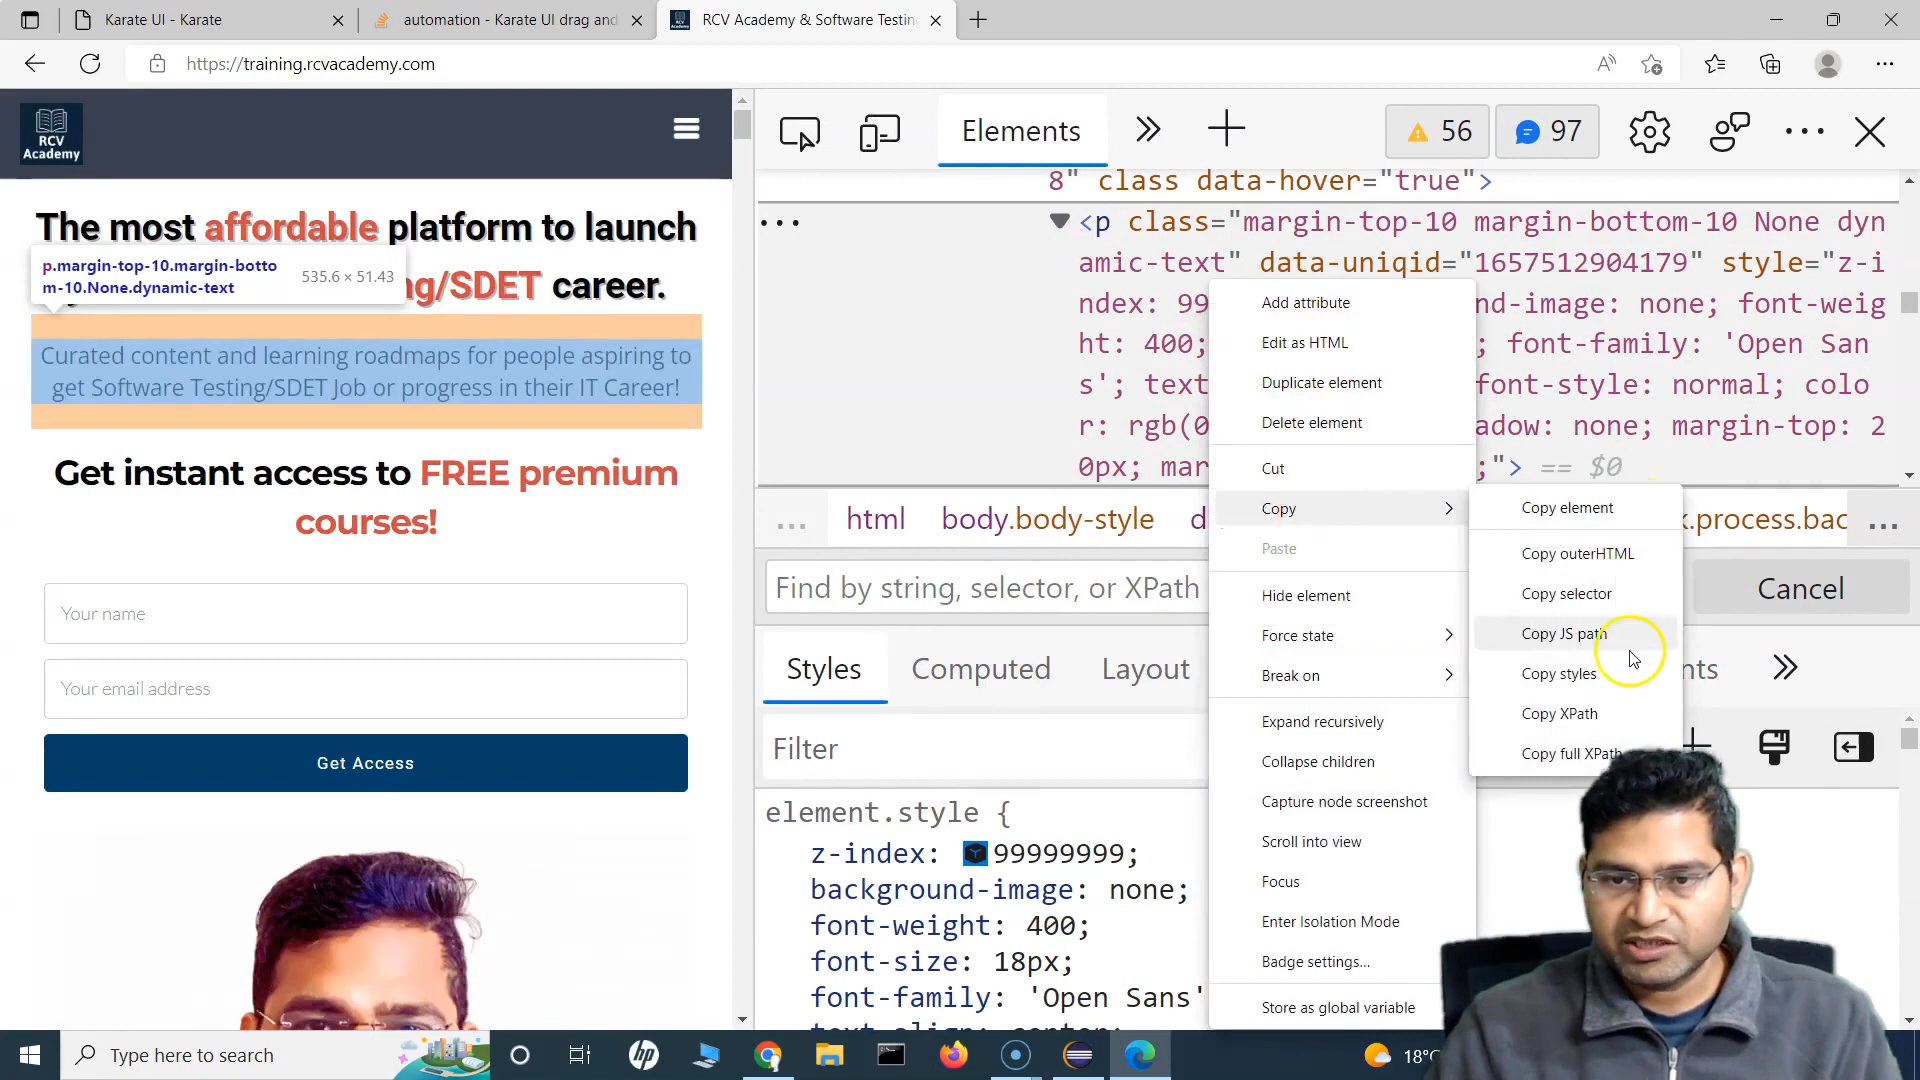 Karate UI - Karate
automation - Karate UI drag and
RCV Academy & Software Testin
https://training.rcvacademy.com
RCV
Academy
The most affordable platform to launch
ng/SDET career.
p.margin-top-10.margin-botto
m-10.None.dynamic-text
535.6 × 51.43
Curated content and learning roadmaps for people aspiring to
get Software Testing/SDET Job or progress in their IT Career!
Get instant access to FREE premium
courses!
Your name
Your email address
Get Access
Elements
56
97
8" class data-hover="true">
<p class="margin-top-10 margin-bottom-10 None dyn
amic-text" data-uniqid="1657512904179" style="z-i
ndex: 99
nd-image: none; font-weig
ht: 400;
; font-family: 'Open San
s'; text
font-style: normal; colo
r: rgb(0
adow: none; margin-top: 2
0px; mar
;"> == $0
... html body.body-style d
k.process.bac ...
Find by string, selector, or XPath
Cancel
Styles
Computed
Layout
nts
Filter
element.style {
z-index: 99999999;
background-image: none;
font-weight: 400;
font-size: 18px;
font-family: 'Open Sans'
text-align: center;
Add attribute
Edit as HTML
Duplicate element
Delete element
Cut
Copy
Paste
Hide element
Force state
Break on
Expand recursively
Collapse children
Capture node screenshot
Scroll into view
Focus
Enter Isolation Mode
Badge settings...
Store as global variable
Copy element
Copy outerHTML
Copy selector
Copy JS path
Copy styles
Copy XPath
Copy full XPath
Type here to search
hp
18°C